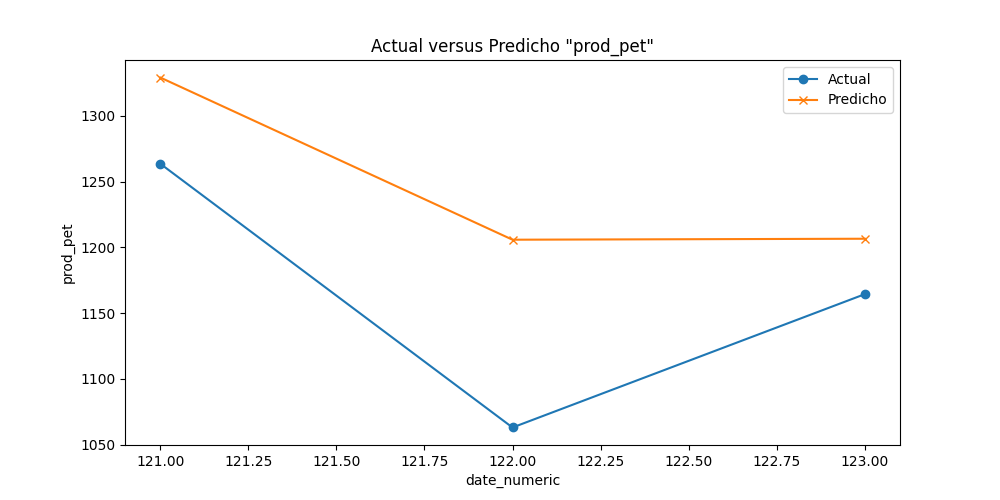 Actual versus Predicho "prod_pet"
Actual
Predicho
prod_pet
1300
1250
1200
1150
1100
1050
121.00 121.25 121.50 121.75 122.00 122.25 122.50 122.75 123.00
date_numeric